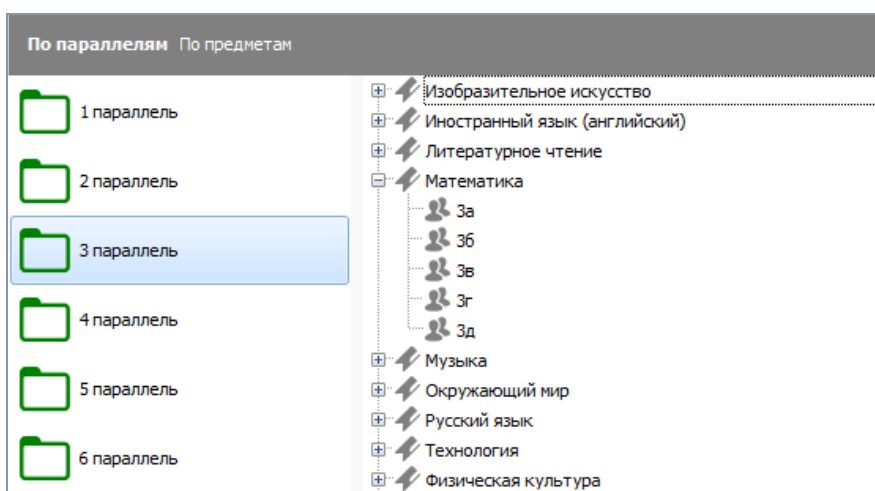 По параллелям По предметам
1 параллель
2 параллель
3 параллель
4 параллель
5 параллель
6 параллель
Изобразительное искусство
Иностранный язык (английский)
Литературное чтение
Математика
3а
3б
3в
3г
3д
Музыка
Окружающий мир
Русский язык
Технология
Физическая культура